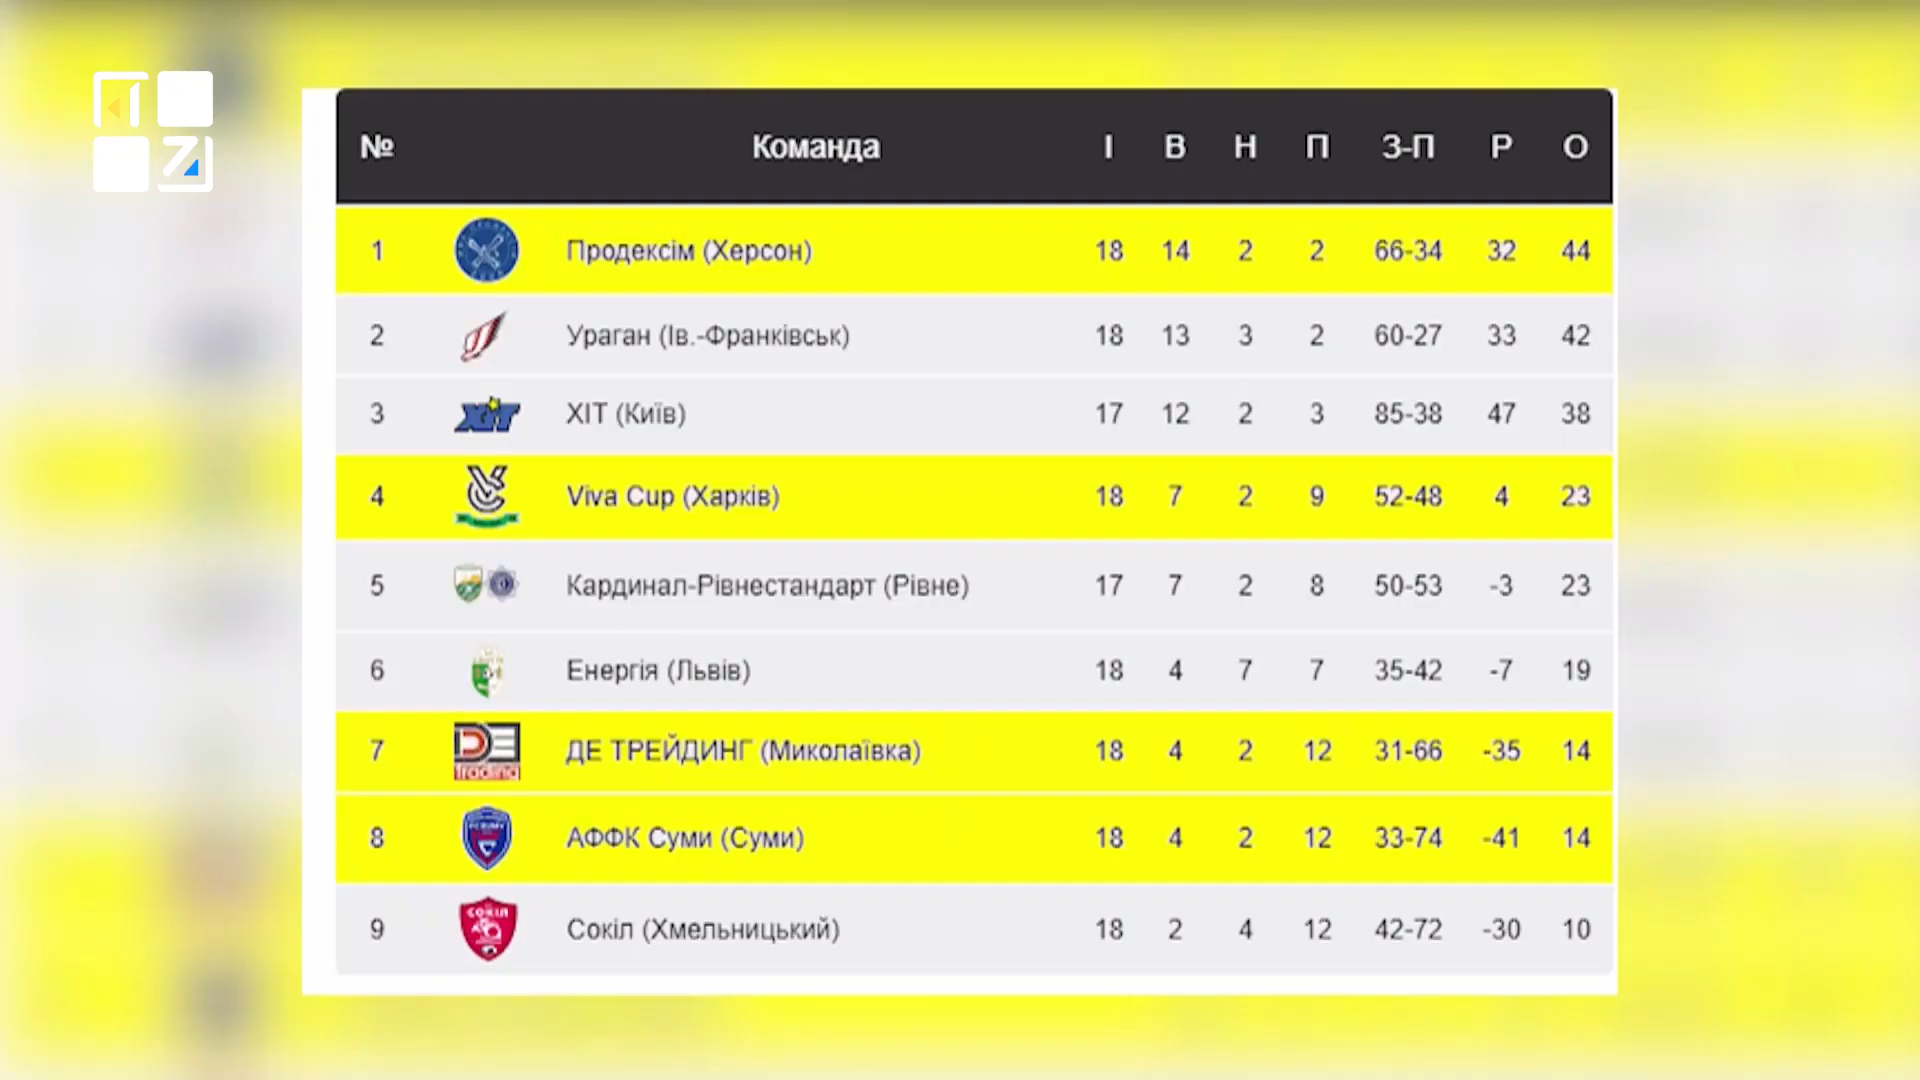 № Команда І В Н П З-П Р О
1 Продексім (Херсон) 18 14 2 2 66-34 32 44
2 Ураган (Ів.-Франківськ) 18 13 3 2 60-27 33 42
3 ХІТ ХІТ (Київ) 17 12 2 3 85-38 47 38
4 Viva Cup (Харків) 18 7 2 9 52-48 4 23
5 Кардинал-Рівнестандарт (Рівне) 17 7 2 8 50-53 -3 23
6 Енергія (Львів) 18 4 7 7 35-42 -7 19
7 DE trading ДЕ ТРЕЙДИНГ (Миколаївка) 18 4 2 12 31-66 -35 14
8 АФФК Суми (Суми) 18 4 2 12 33-74 -41 14
9 СОКІЛ Сокіл (Хмельницький) 18 2 4 12 42-72 -30 10